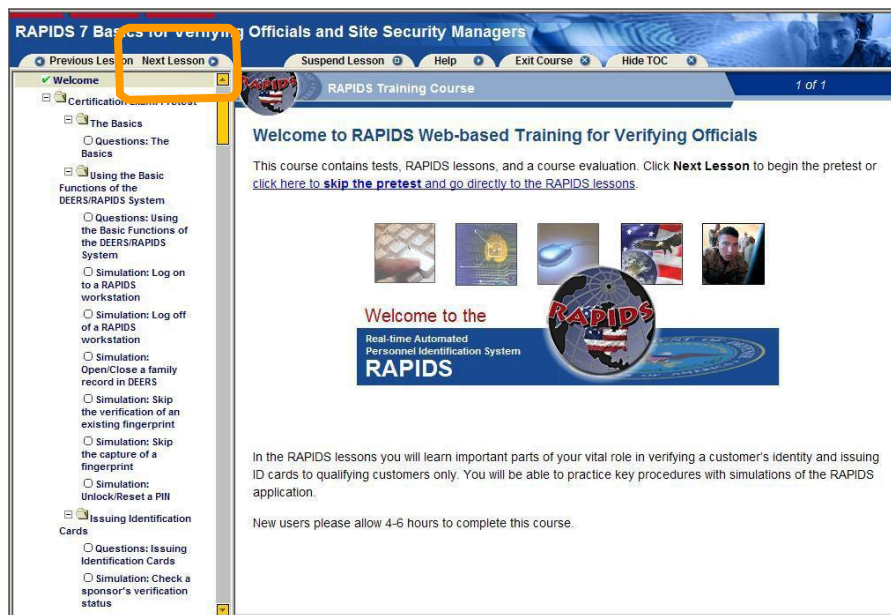 RAPIDS 7 Basics for Verifying Officials and Site Security Managers
Previous Lesson Next Lesson Suspend Lesson Help Exit Course Hide TOC
Welcome
Certification Exam Pretest
The Basics
Questions: The
Basics
Using the Basic
Functions of the
DEERS/RAPIDS System
Questions: Using
the Basic Functions of
the DEERS/RAPIDS
System
Simulation: Log on
to a RAPIDS
workstation
Simulation: Log off
of a RAPIDS
workstation
Simulation:
Open/Close a family
record in DEERS
Simulation: Skip
the verification of an
existing fingerprint
Simulation: Skip
the capture of a
fingerprint
Simulation:
Unlock/Reset a PIN
Issuing Identification
Cards
Questions: Issuing
Identification Cards
Simulation: Check a
sponsor's verification
status
RAPIDS
RAPIDS Training Course
1 of 1
Welcome to RAPIDS Web-based Training for Verifying Officials
This course contains tests, RAPIDS lessons, and a course evaluation. Click Next Lesson to begin the pretest or
click here to skip the pretest and go directly to the RAPIDS lessons.
Welcome to the
RAPIDS
Real-time Automated
Personnel Identification System
RAPIDS
In the RAPIDS lessons you will learn important parts of your vital role in verifying a customer's identity and issuing
ID cards to qualifying customers only. You will be able to practice key procedures with simulations of the RAPIDS
application.
New users please allow 4-6 hours to complete this course.